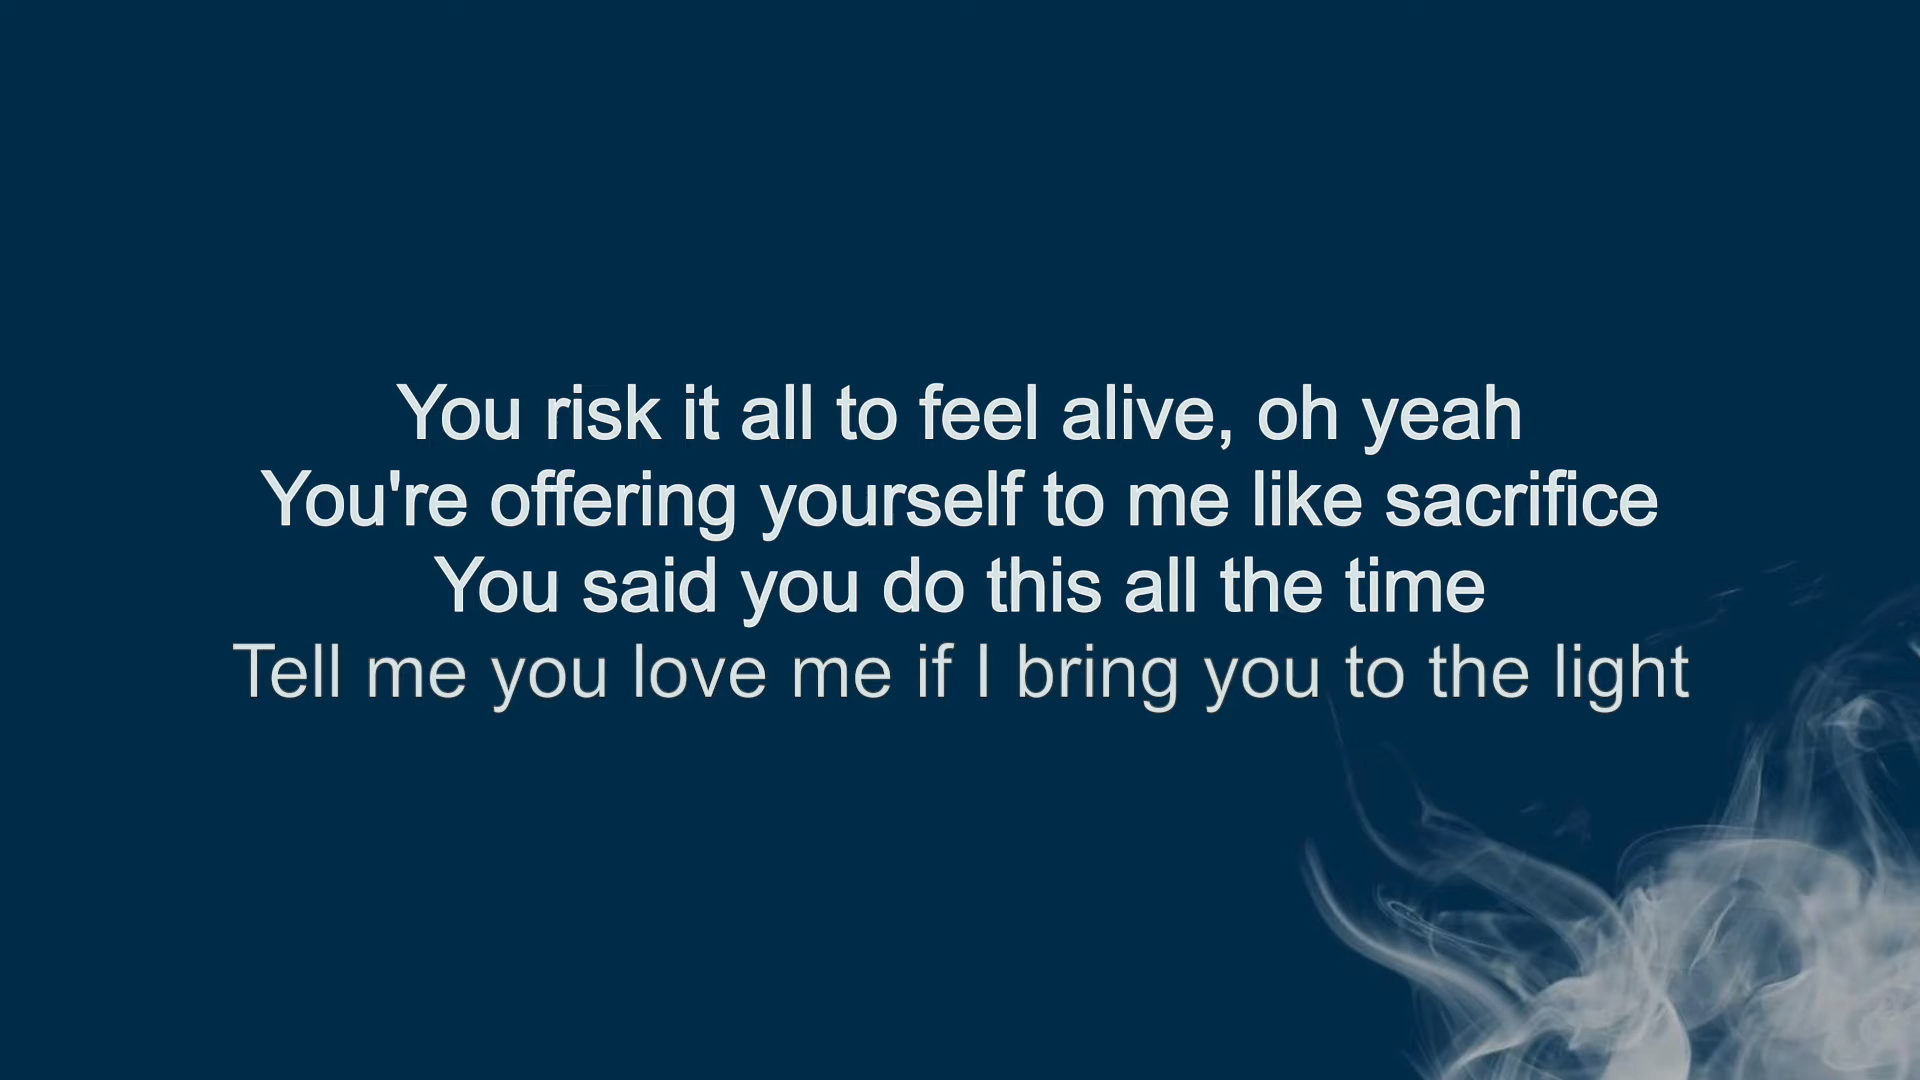 You risk it all to feel alive, oh yeah
You're offering yourself to me like sacrifice
You said you do this all the time
Tell me you love me if I bring you to the light